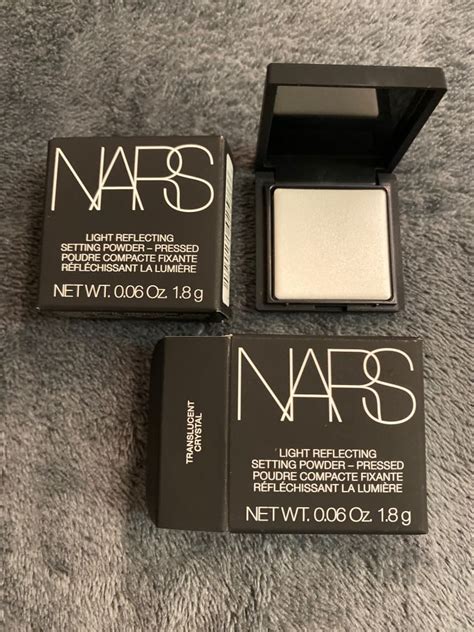 NARS
LIGHT REFLECTING
SETTING POWDER – PRESSED
POUDRE COMPACTE FIXANTE
RÉFLÉCHISSANT LA LUMIÈRE
NET WT. 0.06 Oz. 1.8 g
TRANSLUCENT
CRYSTAL
NARS
LIGHT REFLECTING
SETTING POWDER – PRESSED
POUDRE COMPACTE FIXANTE
RÉFLÉCHISSANT LA LUMIÈRE
NET WT. 0.06 Oz. 1.8 g